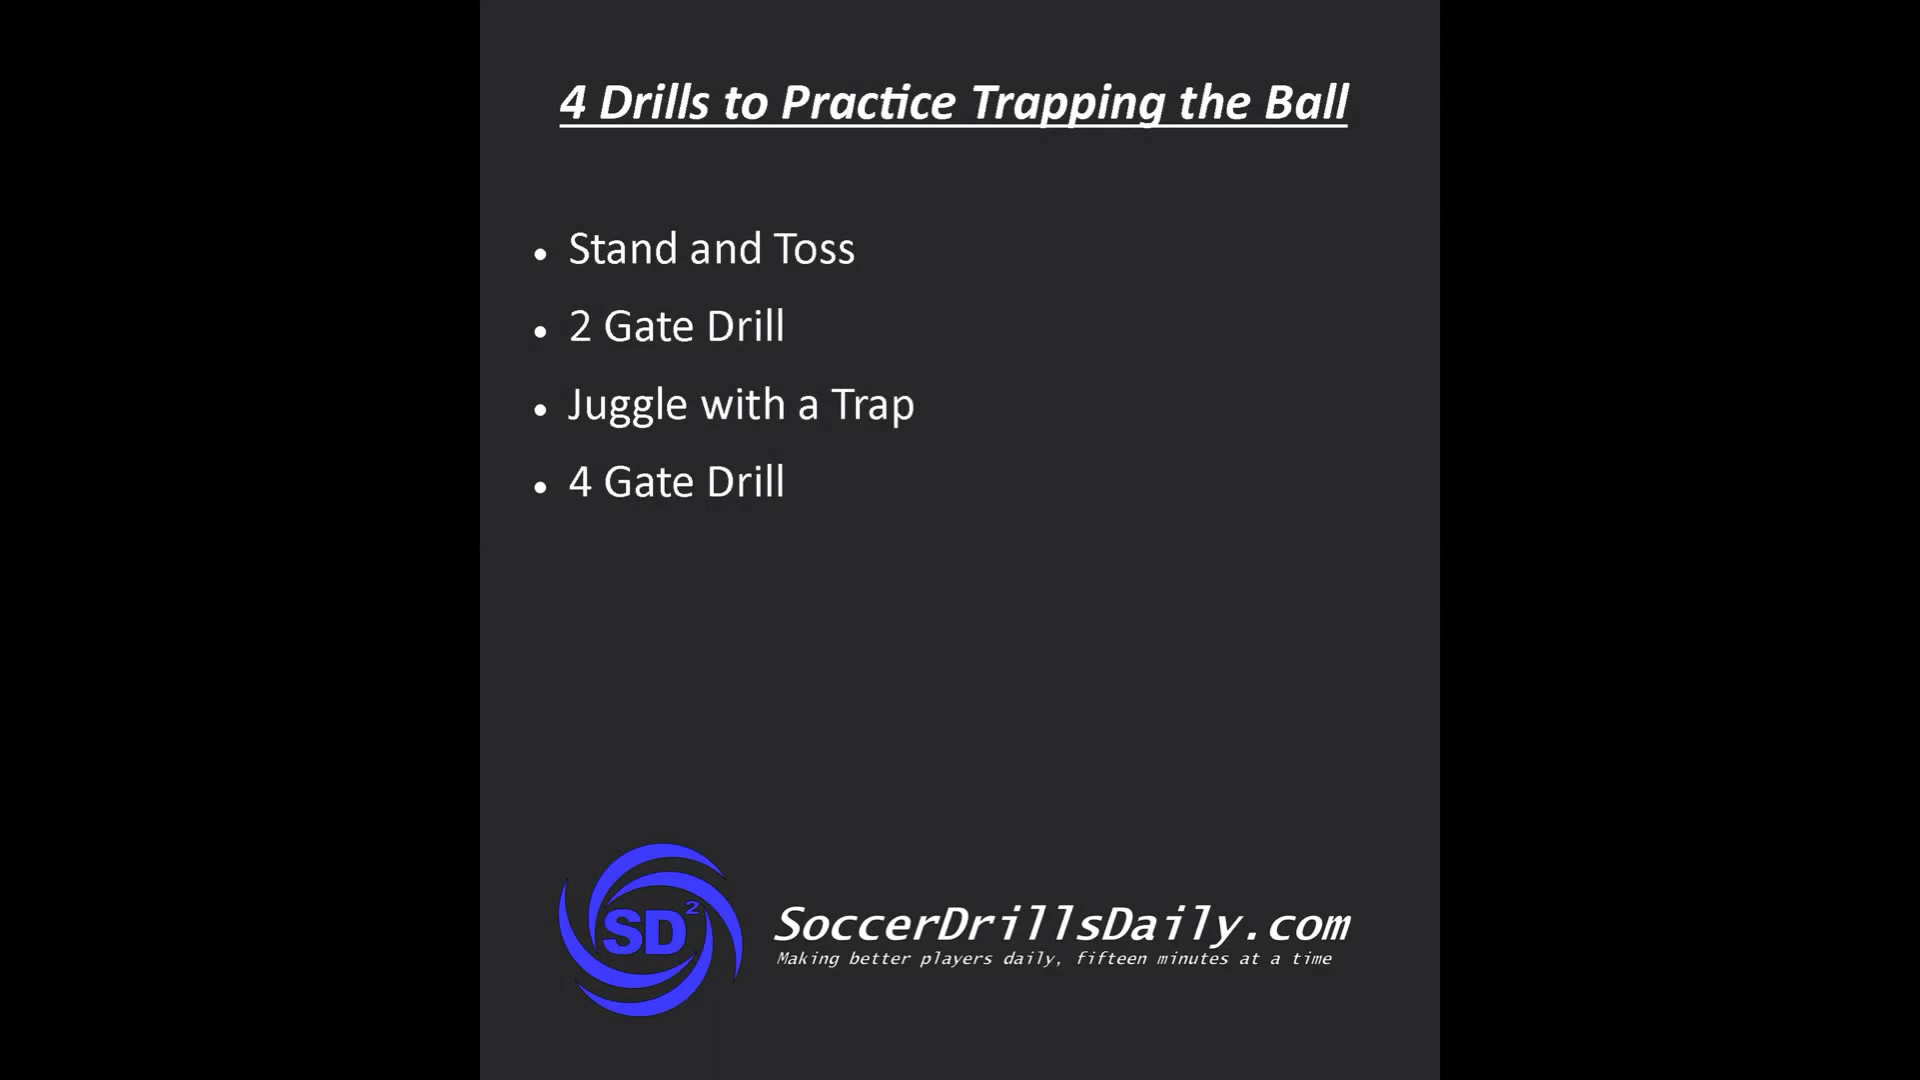 4 Drills to Practice Trapping the Ball
• Stand and Toss
• 2 Gate Drill
• Juggle with a Trap
• 4 Gate Drill
SD²
SoccerDrillsDaily.com
Making better players daily, fifteen minutes at a time